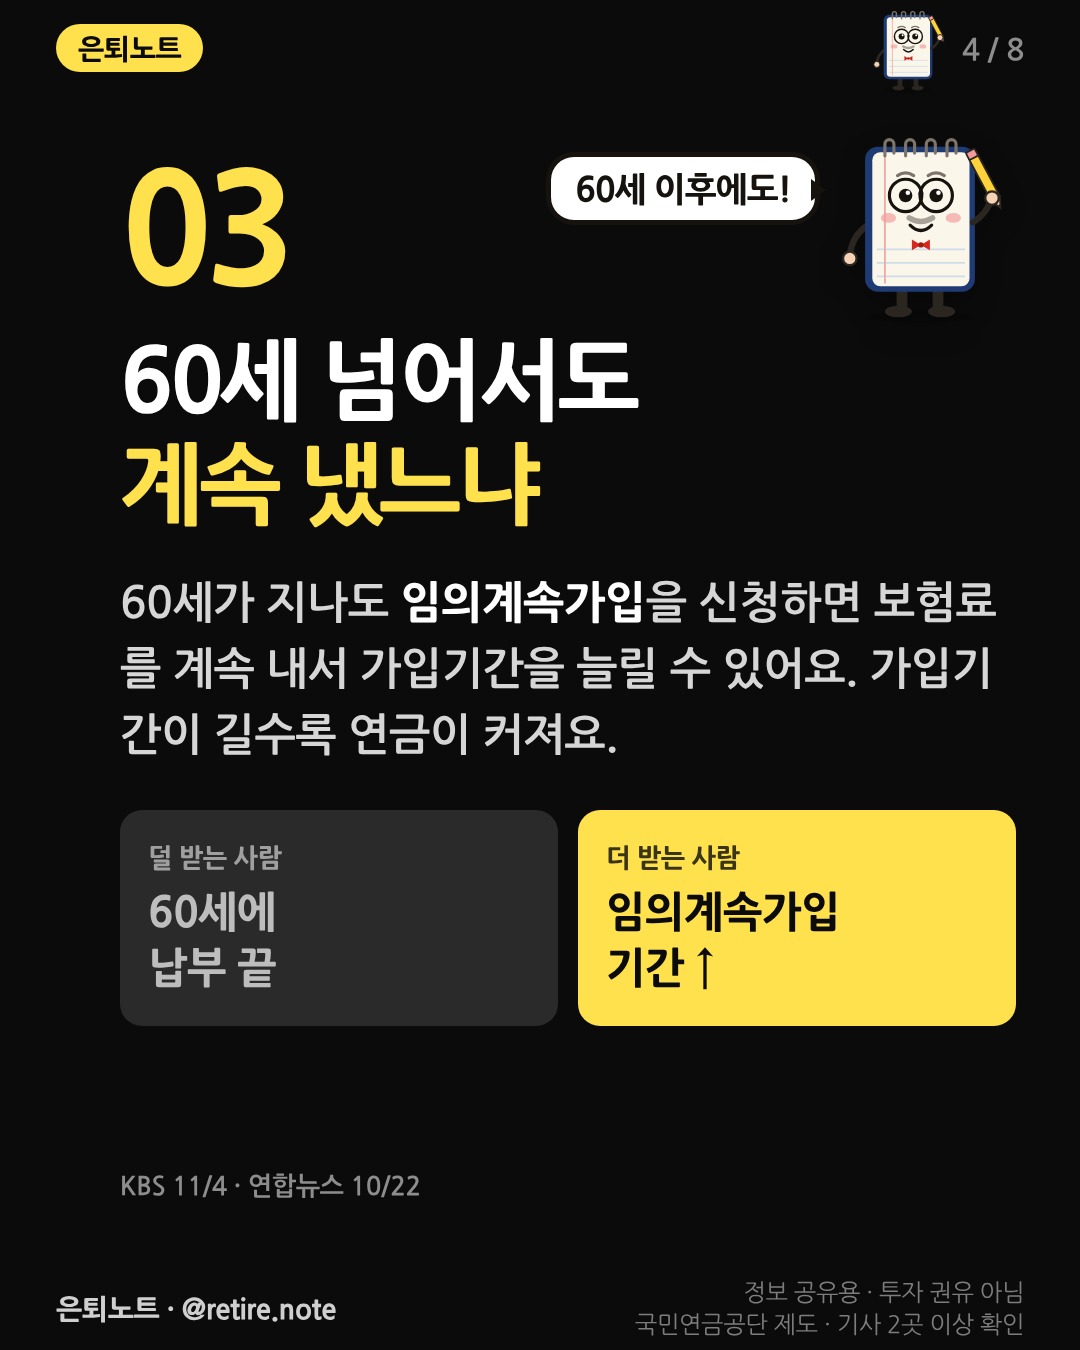 은퇴노트
4 / 8
03
60세 이후에도!
60세 넘어서도
계속 냈느냐
60세가 지나도 임의계속가입을 신청하면 보험료
를 계속 내서 가입기간을 늘릴 수 있어요. 가입기
간이 길수록 연금이 커져요.
덜 받는 사람
60세에
납부 끝
더 받는 사람
임의계속가입
기간 ↑
KBS 11/4 · 연합뉴스 10/22
은퇴노트 · @retire.note
정보 공유용 · 투자 권유 아님
국민연금공단 제도 · 기사 2곳 이상 확인